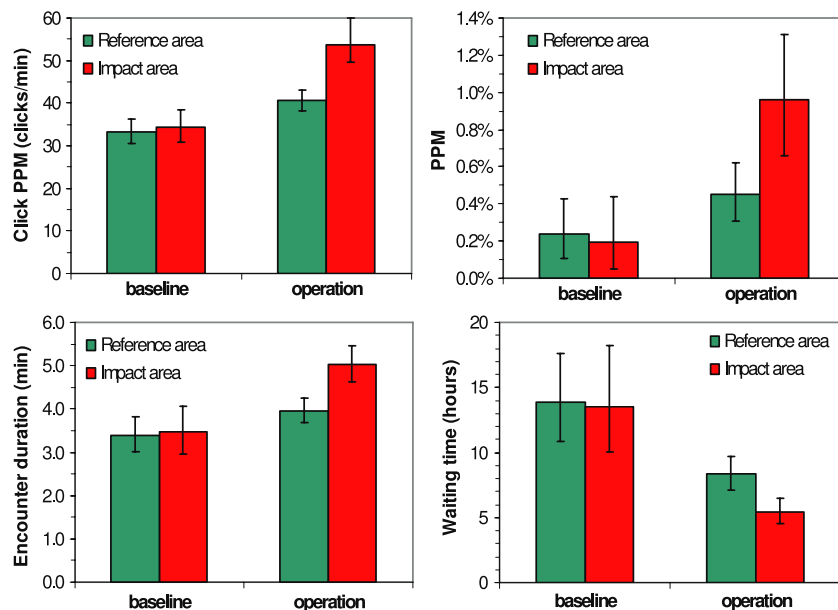 Click PPM (clicks/min)
60
50
40
30
20
10
0
Reference area
Impact area
baseline
operation
PPM
1.4%
1.2%
1.0%
0.8%
0.6%
0.4%
0.2%
0.0%
Reference area
Impact area
baseline
operation
Encounter duration (min)
6.0
5.0
4.0
3.0
2.0
1.0
0.0
Reference area
Impact area
baseline
operation
Waiting time (hours)
20
15
10
5
0
Reference area
Impact area
baseline
operation